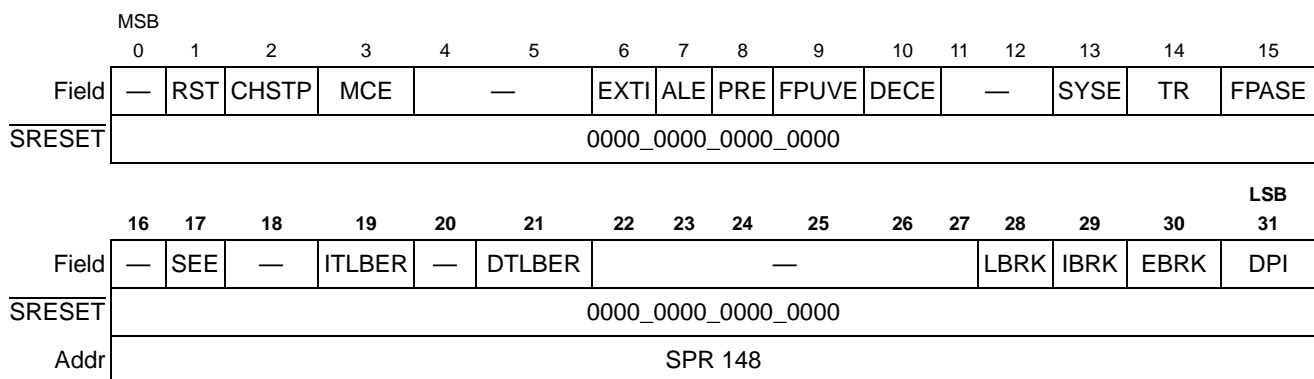 MSB
0 1 2 3 4 5 6 7 8 9 10 11 12 13 14 15
Field — RST CHSTP MCE — EXTI ALE PRE FPUVE DECE — SYSE TR FPASE
SRESET 0000_0000_0000_0000
LSB
16 17 18 19 20 21 22 23 24 25 26 27 28 29 30 31
Field — SEE — ITLBER — DTLBER — LBRK IBRK EBRK DPI
SRESET 0000_0000_0000_0000
Addr SPR 148